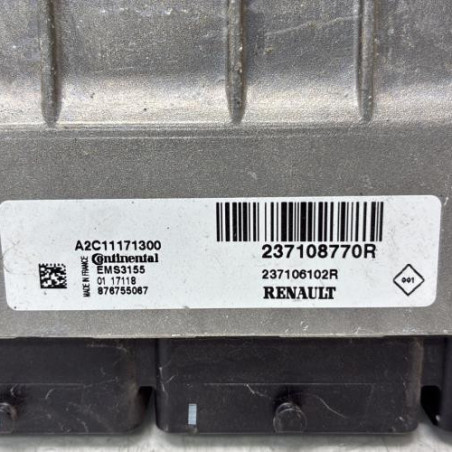 A2C11171300
MADE IN FRANCE
Continental
EMS3155
01 17118
876755067
237108770R
237106102R
RENAULT
001